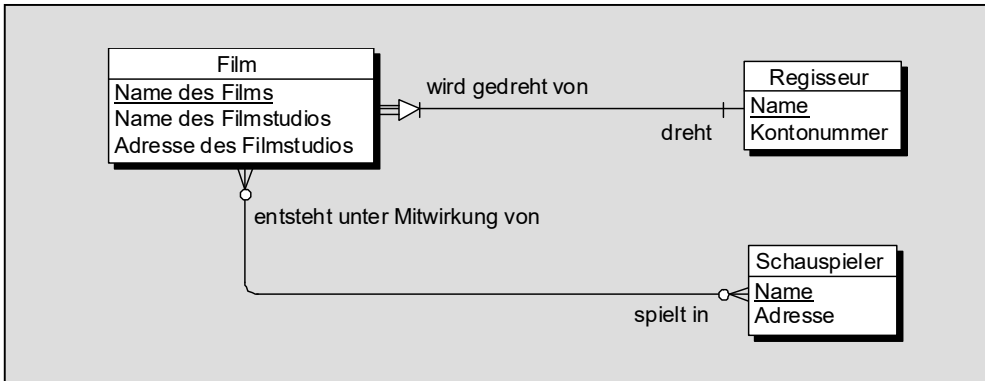 Film
Name des Films
Name des Filmstudios
Adresse des Filmstudios
wird gedreht von
dreht
Regisseur
Name
Kontonummer
entsteht unter Mitwirkung von
spielt in
Schauspieler
Name
Adresse